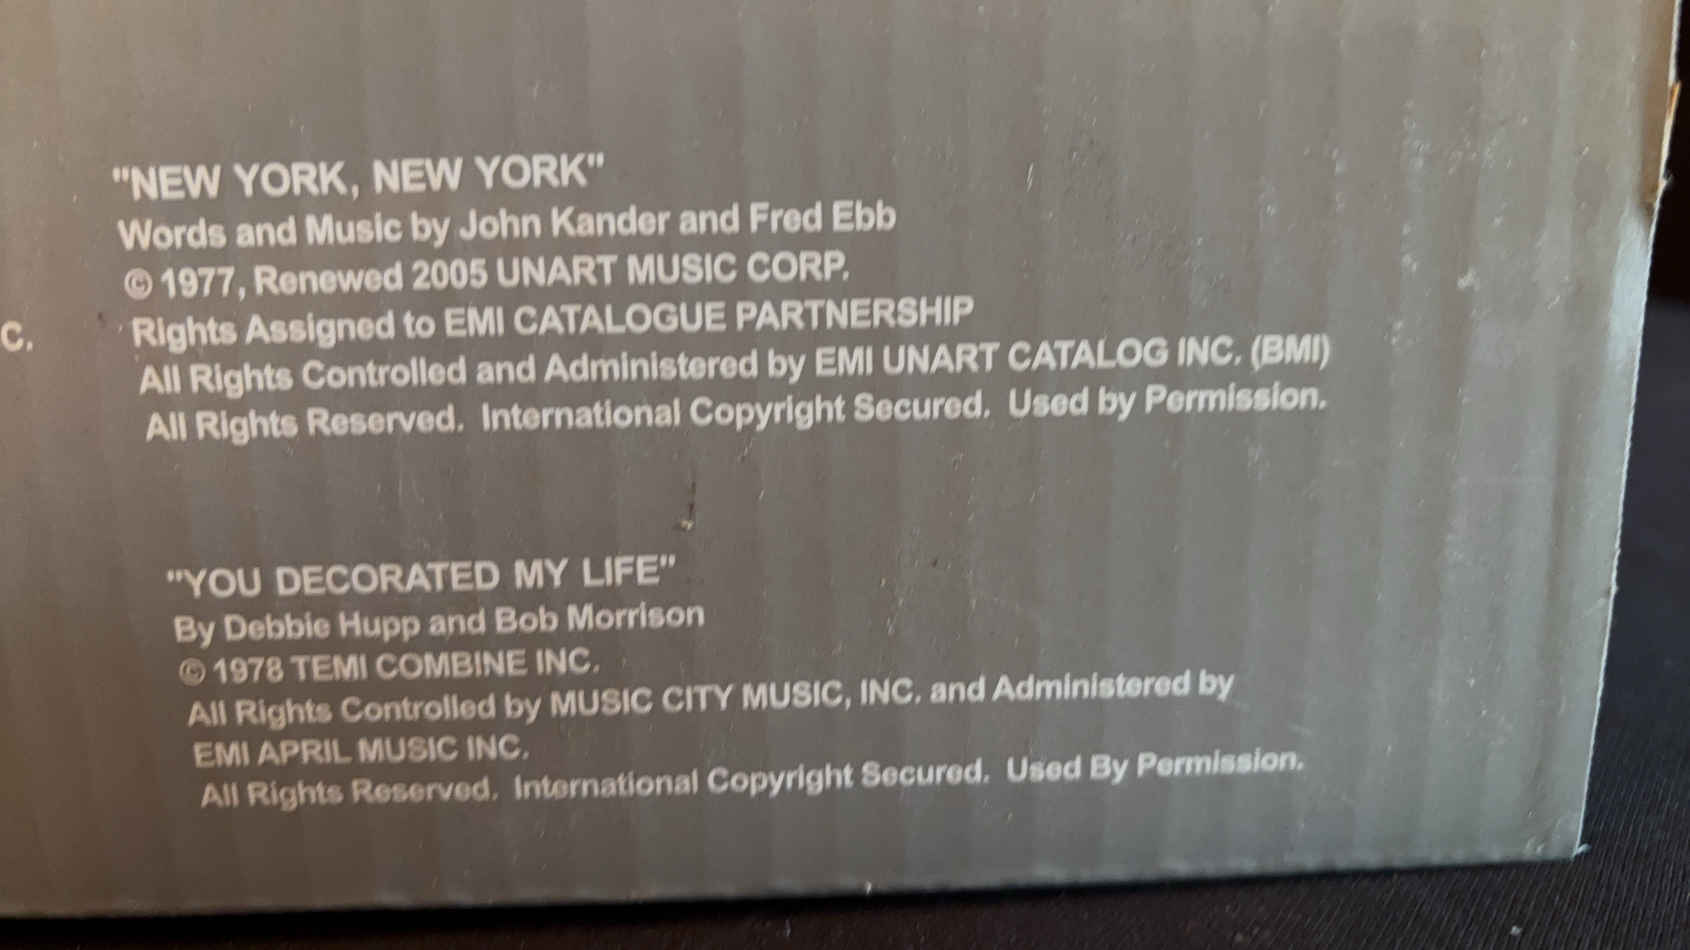 "NEW YORK, NEW YORK"
Words and Music by John Kander and Fred Ebb
© 1977, Renewed 2005 UNART MUSIC CORP.
C.
Rights Assigned to EMI CATALOGUE PARTNERSHIP
All Rights Controlled and Administered by EMI UNART CATALOG INC. (BMI)
All Rights Reserved. International Copyright Secured. Used by Permission.
"YOU DECORATED MY LIFE"
By Debbie Hupp and Bob Morrison
© 1978 TEMI COMBINE INC.
All Rights Controlled by MUSIC CITY MUSIC, INC. and Administered by
EMI APRIL MUSIC INC.
All Rights Reserved. International Copyright Secured. Used By Permission.